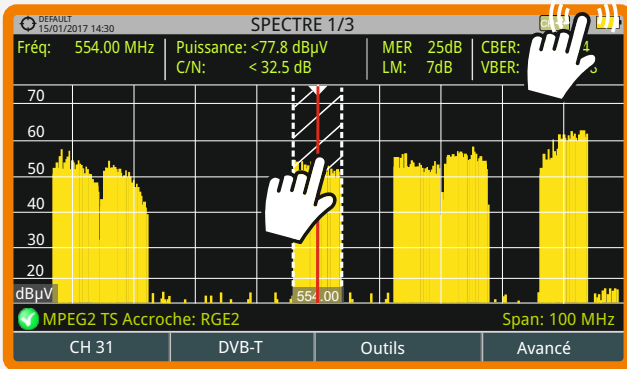 DEFAULT
15/01/2017 14:30
SPECTRE 1/3
Fréq: 554.00 MHz
Puissance: <77.8 dBµV
MER 25dB
CBER:
C/N: < 32.5 dB
LM: 7dB
VBER:
70
60
50
40
30
20
dBµV
554.00
MPEG2 TS Accroche: RGE2
Span: 100 MHz
CH 31
DVB-T
Outils
Avancé